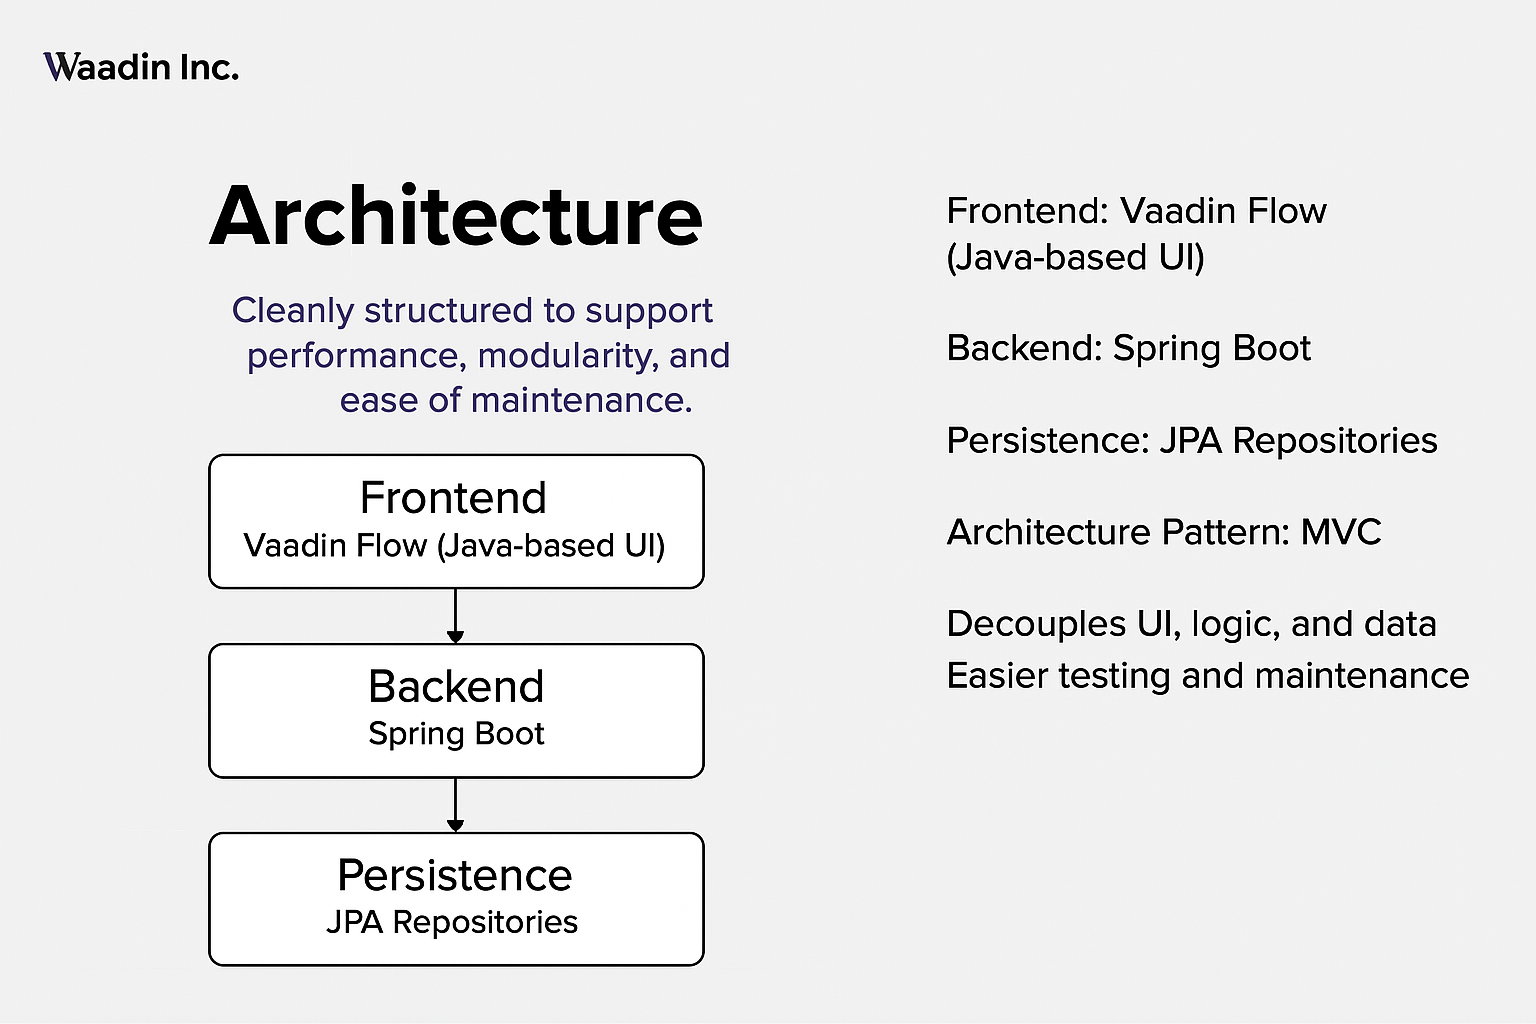 Waadin Inc.
Architecture
Cleanly structured to support
performance, modularity, and
ease of maintenance.
Frontend
Vaadin Flow (Java-based UI)
Backend
Spring Boot
Persistence
JPA Repositories
Frontend: Vaadin Flow
(Java-based UI)
Backend: Spring Boot
Persistence: JPA Repositories
Architecture Pattern: MVC
Decouples UI, logic, and data
Easier testing and maintenance